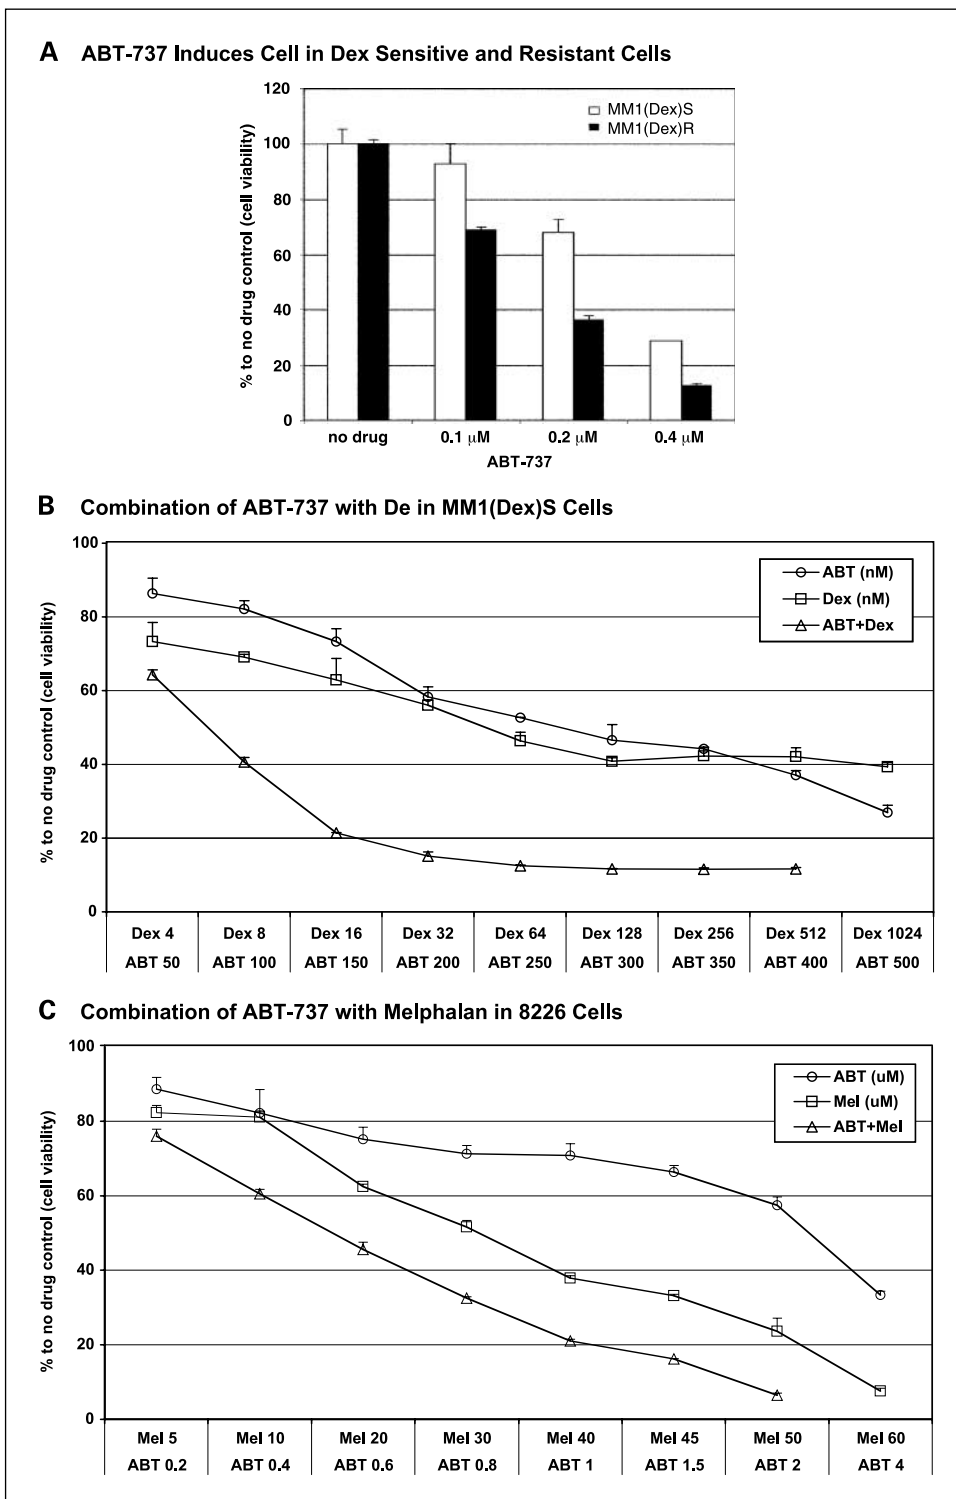 A ABT-737 Induces Cell in Dex Sensitive and Resistant Cells
% to no drug control (cell viability)
120
100
80
60
40
20
0
MM1(Dex)S
MM1(Dex)R
no drug 0.1 µM 0.2 µM 0.4 µM
ABT-737
B Combination of ABT-737 with De in MM1(Dex)S Cells
% to no drug control (cell viability)
100
80
60
40
20
0
ABT (nM)
Dex (nM)
ABT+Dex
Dex 4 Dex 8 Dex 16 Dex 32 Dex 64 Dex 128 Dex 256 Dex 512 Dex 1024
ABT 50 ABT 100 ABT 150 ABT 200 ABT 250 ABT 300 ABT 350 ABT 400 ABT 500
C Combination of ABT-737 with Melphalan in 8226 Cells
% to no drug control (cell viability)
100
80
60
40
20
0
ABT (uM)
Mel (uM)
ABT+Mel
Mel 5 Mel 10 Mel 20 Mel 30 Mel 40 Mel 45 Mel 50 Mel 60
ABT 0.2 ABT 0.4 ABT 0.6 ABT 0.8 ABT 1 ABT 1.5 ABT 2 ABT 4